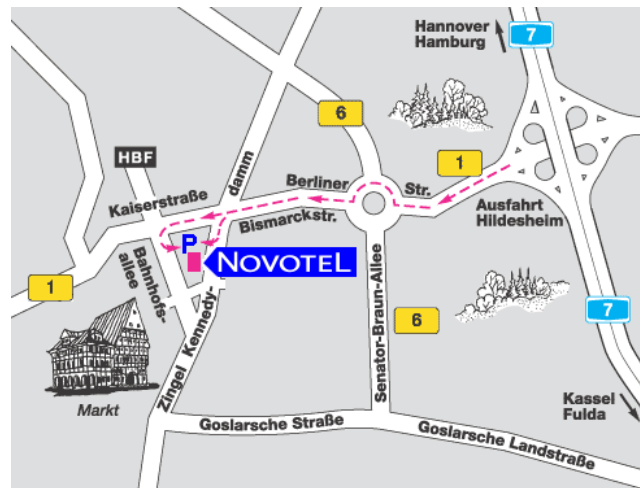 Hannover
Hamburg
7
6
1
HBF
damm
Berliner
Str.
Kaiserstraße
Bismarckstr.
Ausfahrt
Hildesheim
P
NOVOTEL
Bahnhofs-
allee
1
Kennedy-
Zingel
Senator-Braun-Allee
6
7
Markt
Kassel
Fulda
Goslarsche Straße
Goslarsche Landstraße